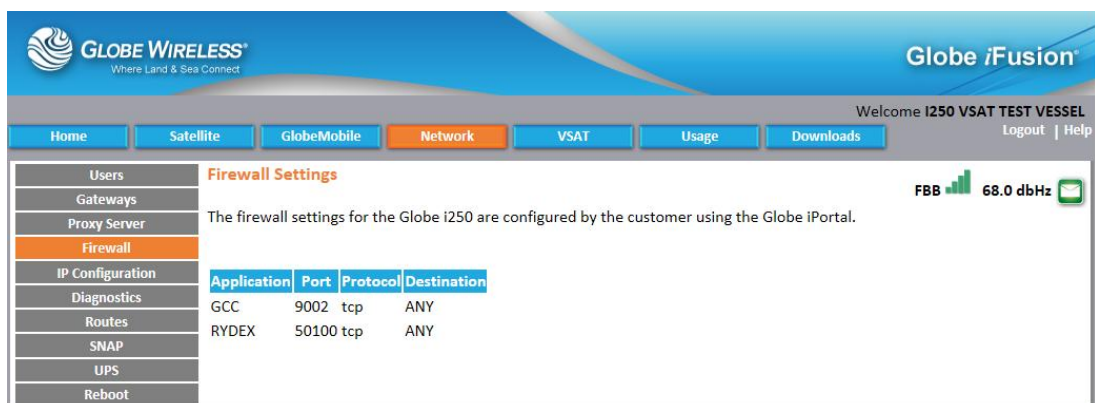 GLOBE WIRELESS®
Where Land & Sea Connect
Globe iFusion®
Welcome I250 VSAT TEST VESSEL
Home Satellite GlobeMobile Network VSAT Usage Downloads Logout | Help
Users
Gateways
Proxy Server
Firewall
IP Configuration
Diagnostics
Routes
SNAP
UPS
Reboot
Firewall Settings
FBB 68.0 dbHz
The firewall settings for the Globe i250 are configured by the customer using the Globe iPortal.
Application Port Protocol Destination
GCC 9002 tcp ANY
RYDEX 50100 tcp ANY